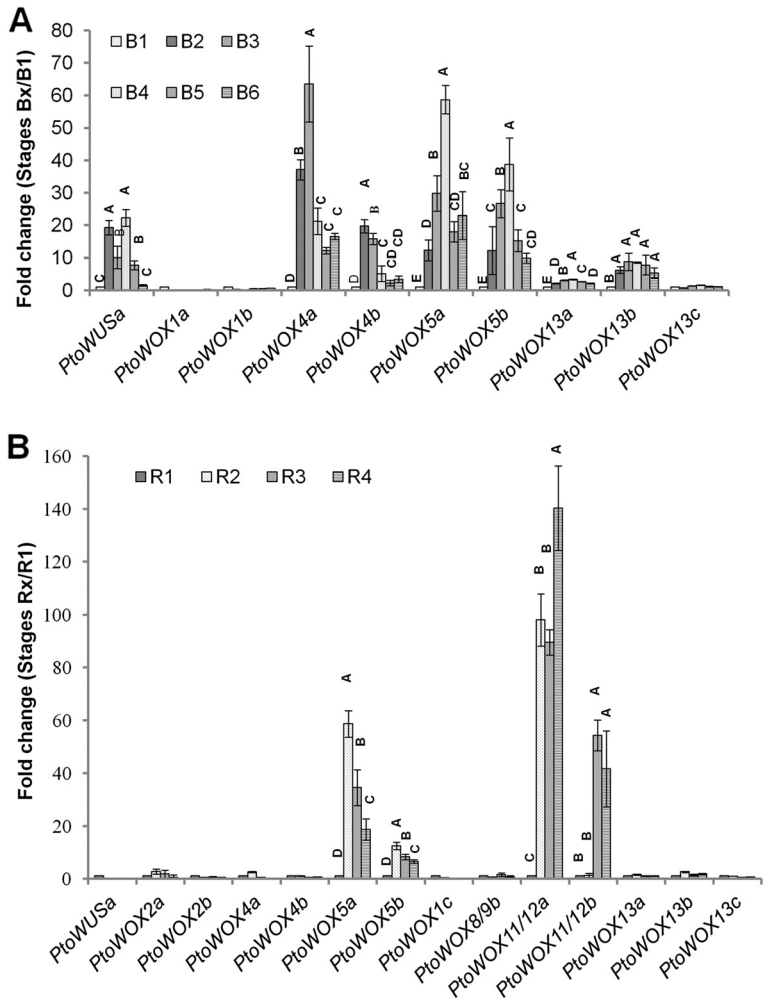 A
Fold change (Stages Bx/B1)
80
70
60
50
40
30
20
10
0
B1 B2 B3
B4 B5 B6
C A B A B C
D B A C C C
D A B C CD CD
E D B A CD BC
E C B A C CD
E D B A C D
B A A A A A
PtoWUSa PtoWOX1a PtoWOX1b PtoWOX4a PtoWOX4b PtoWOX5a PtoWOX5b PtoWOX13a PtoWOX13b PtoWOX13c
B
Fold change (Stages Rx/R1)
160
140
120
100
80
60
40
20
0
R1 R2 R3 R4
D A B C
D A B C
C B B A
B B A A
PtoWUSa PtoWOX2a PtoWOX2b PtoWOX4a PtoWOX4b PtoWOX5a PtoWOX5b PtoWOX1c PtoWOX8/9b PtoWOX11/12a PtoWOX11/12b PtoWOX13a PtoWOX13b PtoWOX13c